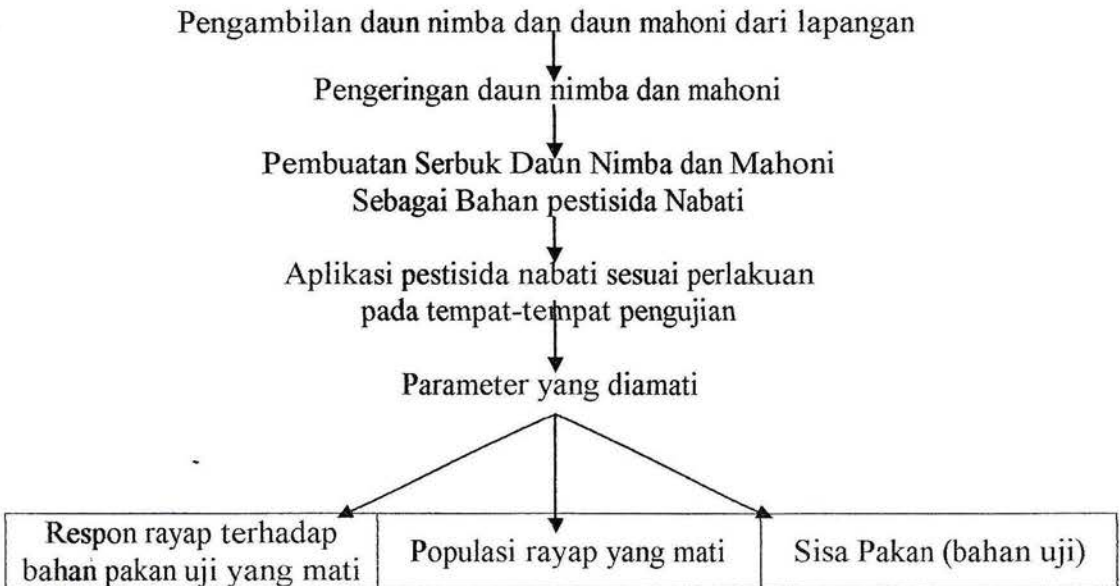 Pengambilan daun nimba dan daun mahoni dari lapangan
Pengeringan daun nimba dan mahoni
Pembuatan Serbuk Daun Nimba dan Mahoni
Sebagai Bahan pestisida Nabati
Aplikasi pestisida nabati sesuai perlakuan
pada tempat-tempat pengujian
Parameter yang diamati
Respon rayap terhadap
bahan pakan uji yang mati
Populasi rayap yang mati
Sisa Pakan (bahan uji)